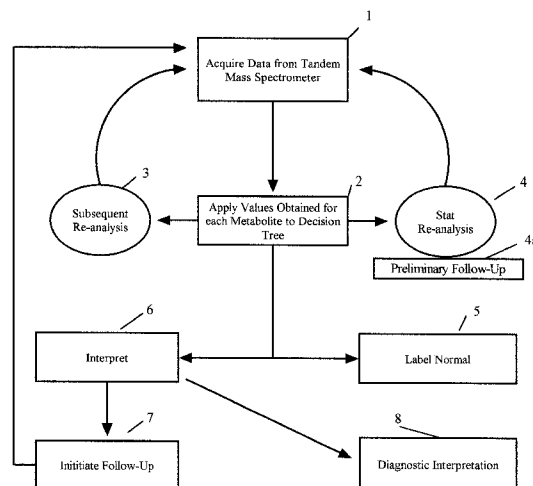 1
Acquire Data from Tandem
Mass Spectrometer
3
Subsequent
Re-analysis
2
Apply Values Obtained for
each Metabolite to Decision
Tree
4
Stat
Re-analysis
4a
Preliminary Follow-Up
6
Interpret
5
Label Normal
7
Inititiate Follow-Up
8
Diagnostic Interpretation